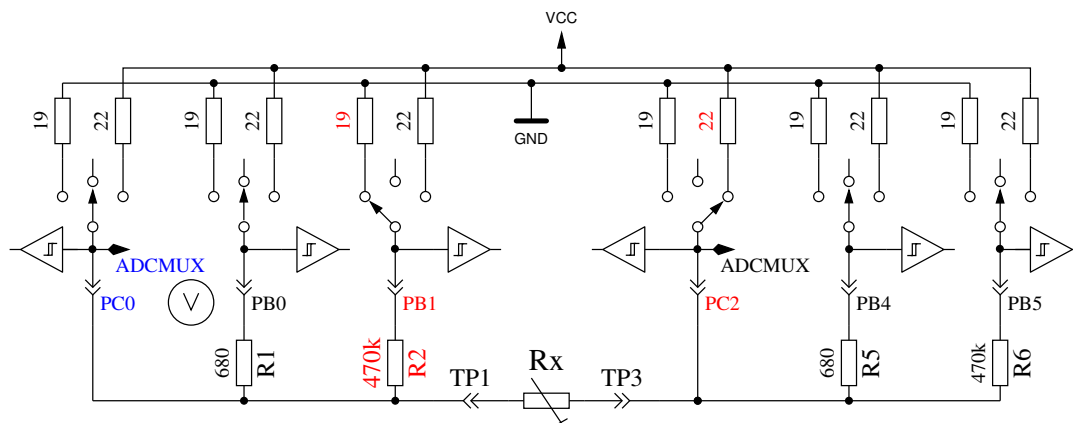 VCC
19
22
19
22
19
22
GND
19
22
19
22
19
22
ADCMUX
ADCMUX
PC0
V
PB0
PB1
PC2
PB4
PB5
680
R1
470k
R2
TP1
Rx
TP3
680
R5
470k
R6